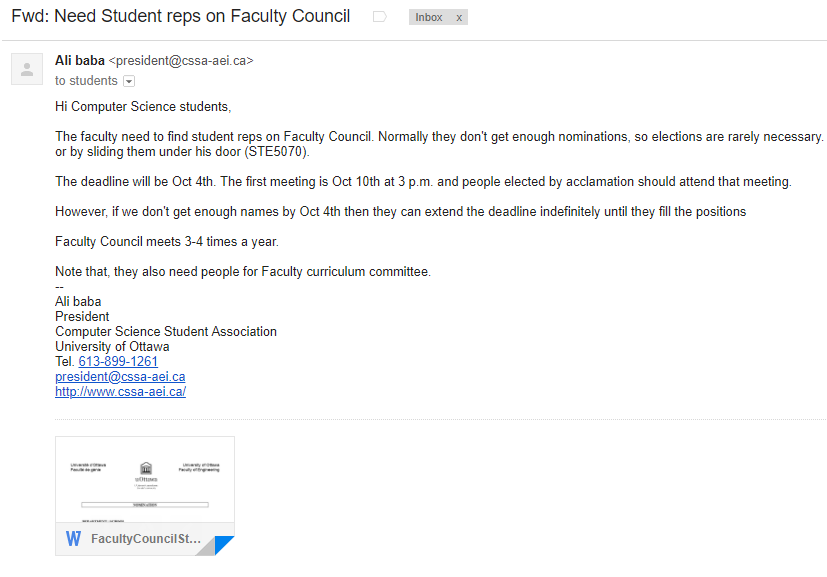 Fwd: Need Student reps on Faculty Council
Inbox x
Ali baba <president@cssa-aei.ca>
to students
Hi Computer Science students,
The faculty need to find student reps on Faculty Council. Normally they don't get enough nominations, so elections are rarely necessary.
or by sliding them under his door (STE5070).
The deadline will be Oct 4th. The first meeting is Oct 10th at 3 p.m. and people elected by acclamation should attend that meeting.
However, if we don't get enough names by Oct 4th then they can extend the deadline indefinitely until they fill the positions
Faculty Council meets 3-4 times a year.
Note that, they also need people for Faculty curriculum committee.
--
Ali baba
President
Computer Science Student Association
University of Ottawa
Tel. 613-899-1261
president@cssa-aei.ca
http://www.cssa-aei.ca/
University of Ottawa
Faculty of Engineering
uOttawa
W FacultyCouncilSt...